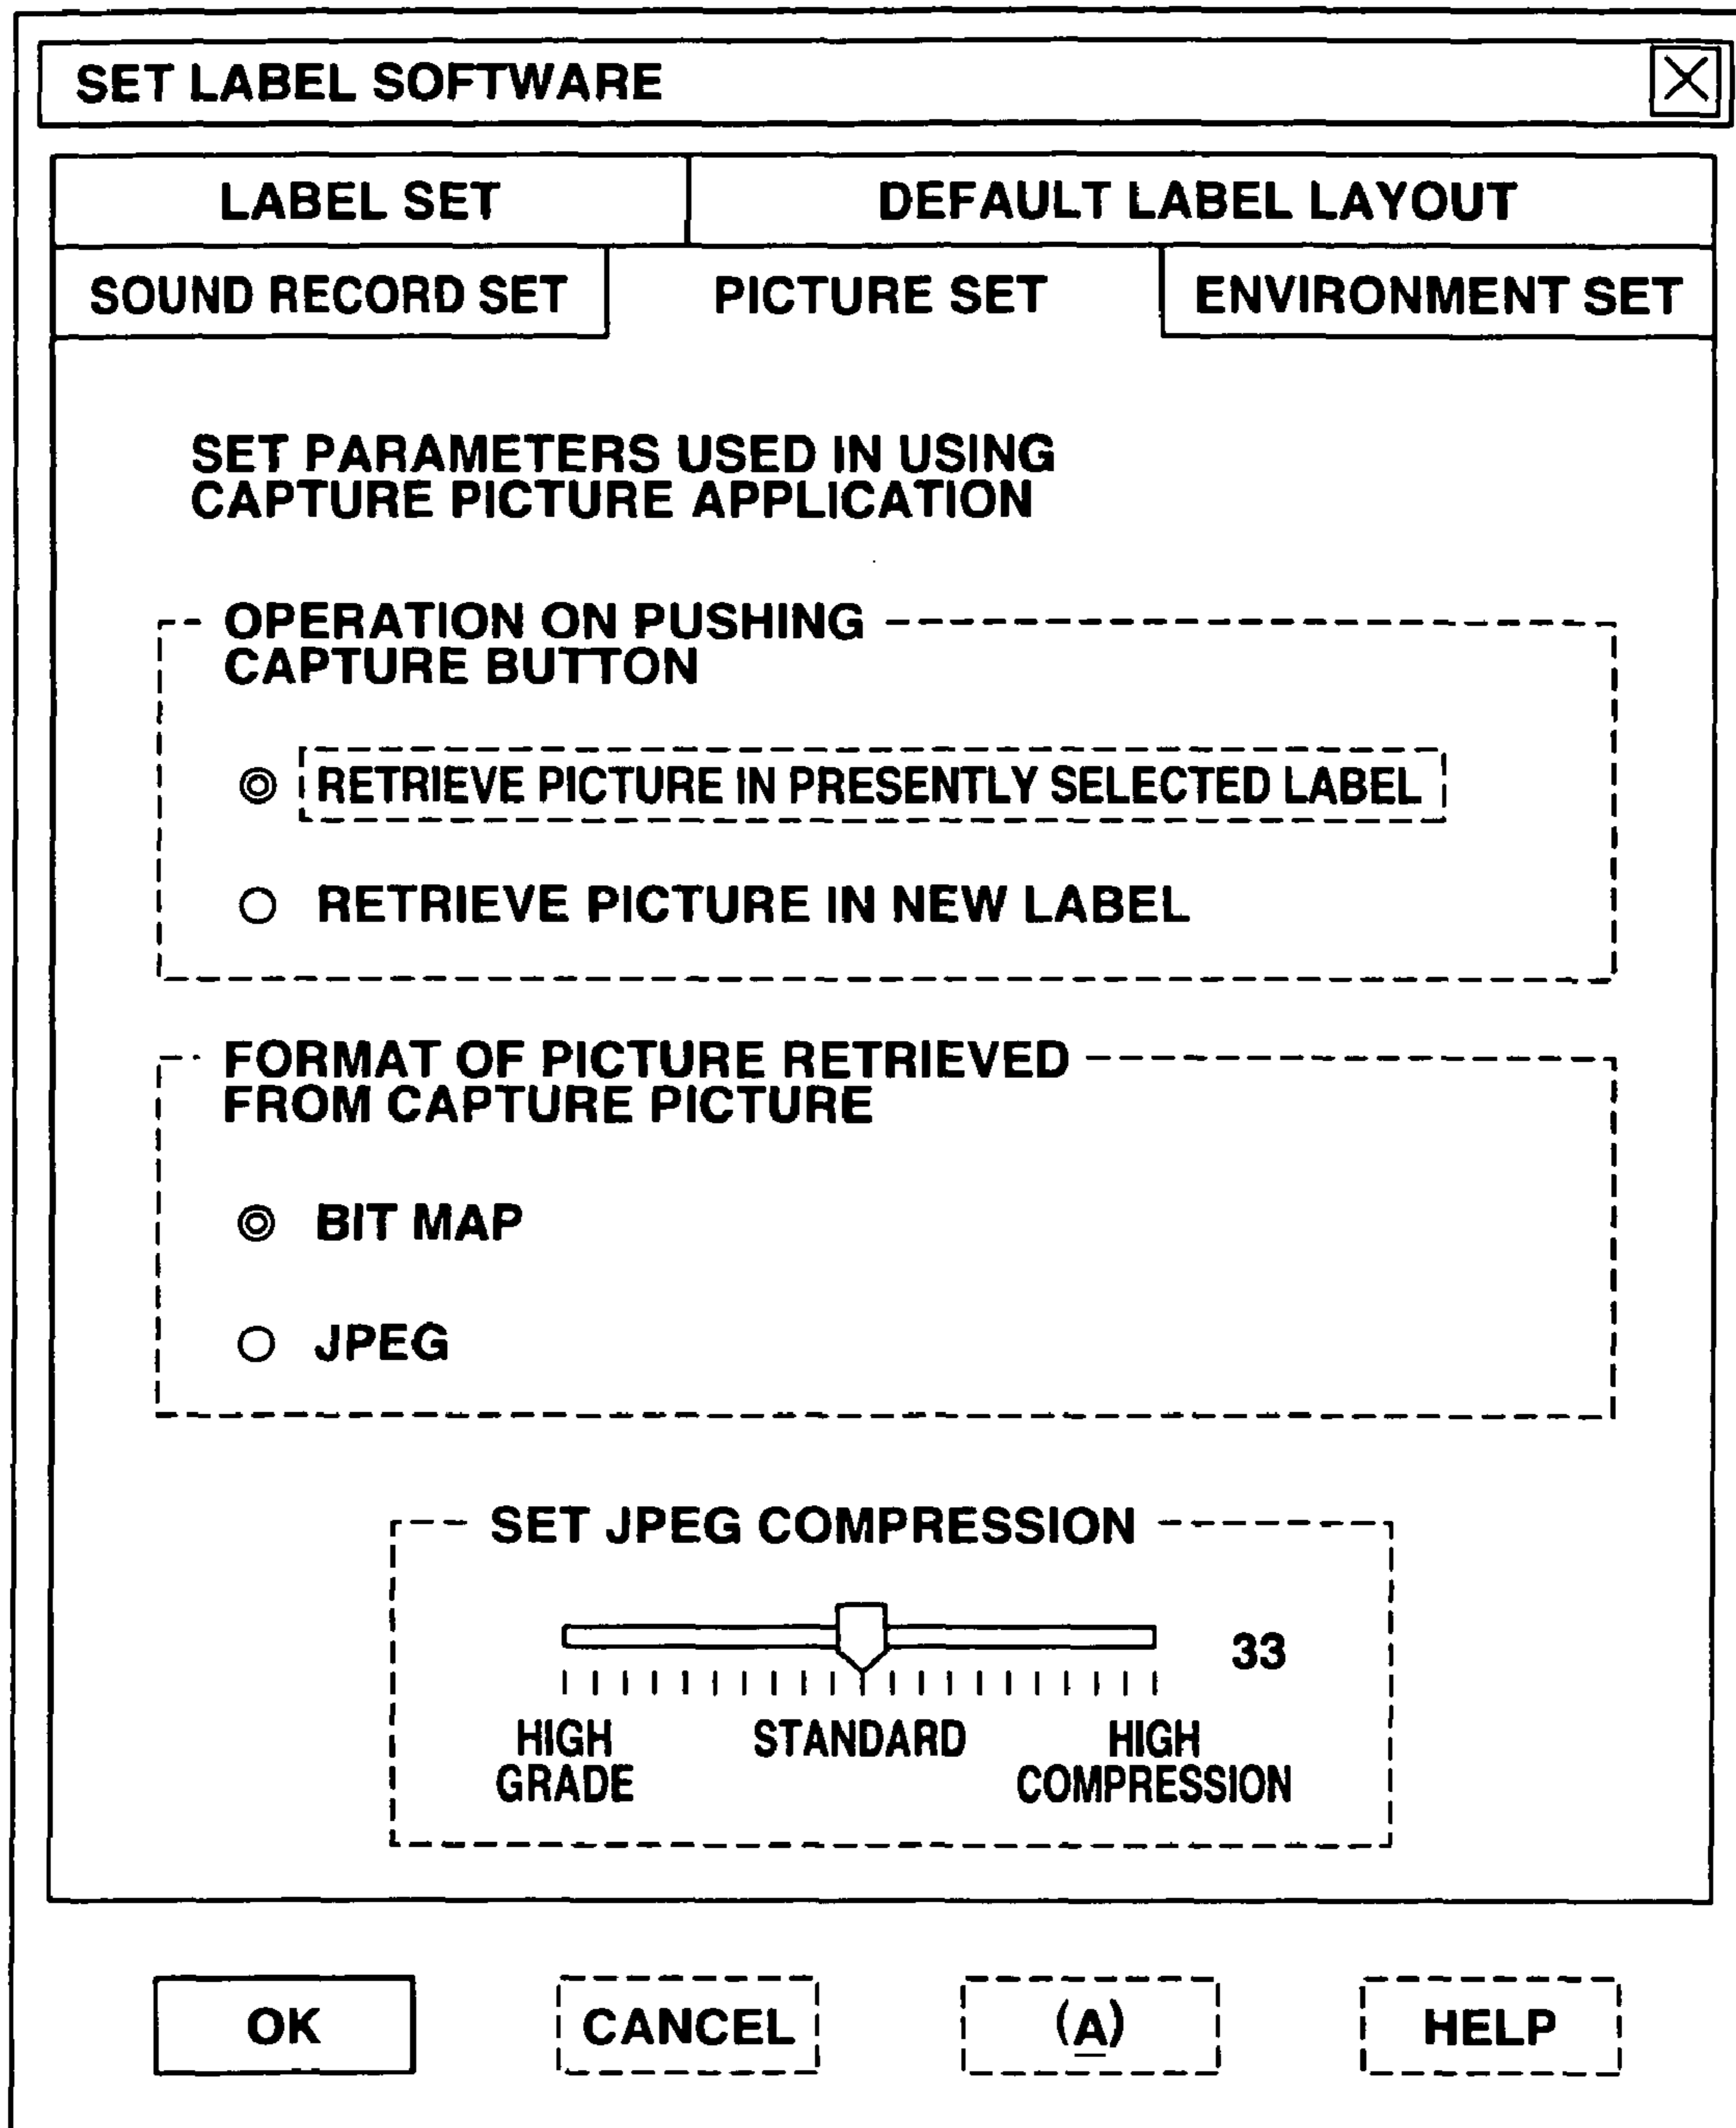 SET LABEL SOFTWARE
LABEL SET
DEFAULT LABEL LAYOUT
SOUND RECORD SET
PICTURE SET
ENVIRONMENT SET
SET PARAMETERS USED IN USING
CAPTURE PICTURE APPLICATION
OPERATION ON PUSHING
CAPTURE BUTTON
RETRIEVE PICTURE IN PRESENTLY SELECTED LABEL
RETRIEVE PICTURE IN NEW LABEL
FORMAT OF PICTURE RETRIEVED
FROM CAPTURE PICTURE
BIT MAP
JPEG
SET JPEG COMPRESSION
33
HIGH
GRADE
STANDARD
HIGH
COMPRESSION
OK
CANCEL
(A)
HELP